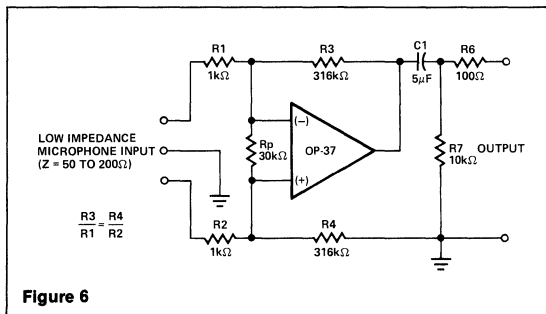 R1
1kΩ
R3
316kΩ
C1
5μF
R6
100Ω
LOW IMPEDANCE
MICROPHONE INPUT
(Z = 50 TO 200Ω)
Rp
30kΩ
(−)
OP-37
(+)
R7
10kΩ
OUTPUT
R3/R1 = R4/R2
R2
1kΩ
R4
316kΩ
Figure 6